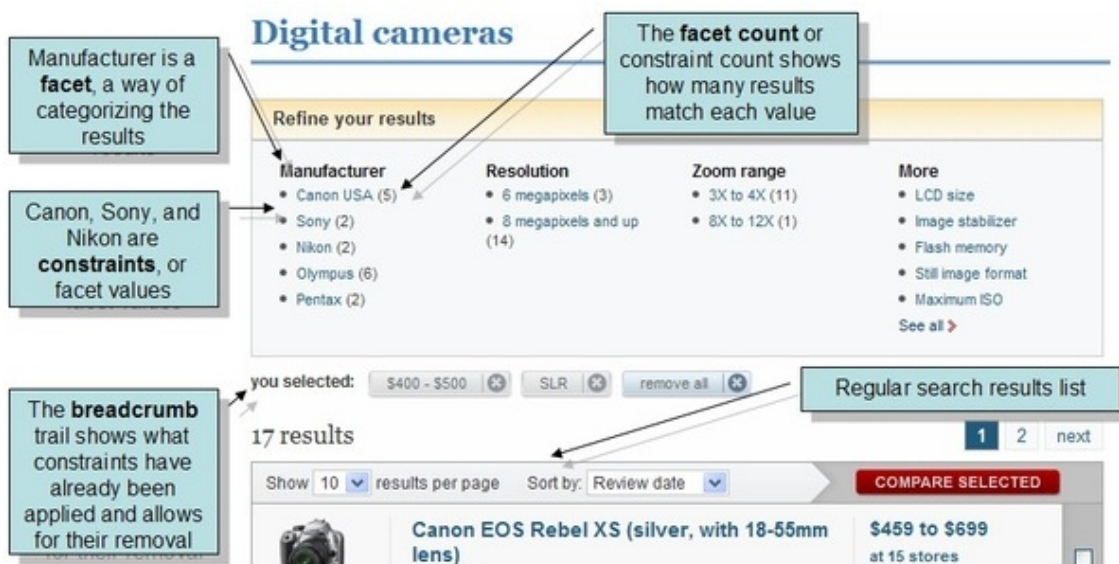 Digital cameras
Manufacturer is a
facet, a way of
categorizing the
results
The facet count or
constraint count shows
how many results
match each value
Refine your results
Manufacturer
Canon USA (5)
Sony (2)
Nikon (2)
Olympus (6)
Pentax (2)
Resolution
6 megapixels (3)
8 megapixels and up
(14)
Zoom range
3X to 4X (11)
8X to 12X (1)
More
LCD size
Image stabilizer
Flash memory
Still image format
Maximum ISO
See all
Canon, Sony, and
Nikon are
constraints, or
facet values
you selected: $400 - $500 SLR remove all
The breadcrumb
trail shows what
constraints have
already been
applied and allows
for their removal
Regular search results list
17 results
1 2 next
Show 10 results per page Sort by: Review date COMPARE SELECTED
Canon EOS Rebel XS (silver, with 18-55mm
lens)
$459 to $699
at 15 stores